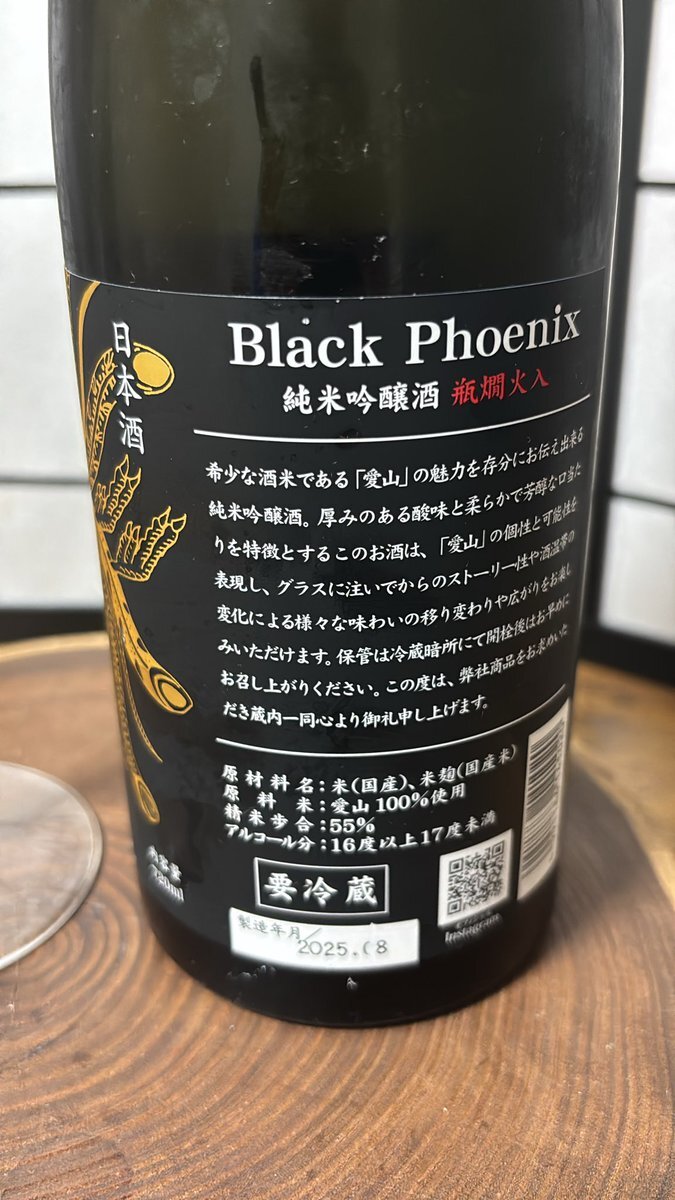 日本酒
Black Phoenix
純米吟醸酒 瓶燗火入
希少な酒米である「愛山」の魅力を存分にお伝え出来る
純米吟醸酒。厚みのある酸味と柔らかで芳醇な口当た
りを特徴とするこのお酒は、「愛山」の個性と可能性を
表現し、グラスに注いでからのストーリー性や酒温帯の
変化による様々な味わいの移り変わりや広がりをお楽し
みいただけます。保管は冷蔵暗所にて開栓後はお早めに
お召し上がりください。この度は、弊社商品をお求めいた
だき蔵内一同心より御礼申し上げます。
原材料名:米(国産)、米麹(国産米)
原料米:愛山100%使用
精米歩合:55%
アルコール分:16度以上17度未満
内容量
720ml
要冷蔵
製造年月/
2025.08
Instagram